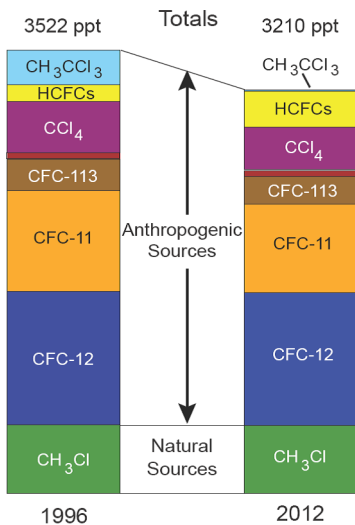 Totals
3522 ppt
3210 ppt
CH3CCl3
HCFCs
CCl4
CFC-113
CFC-11
CFC-12
CH3Cl
Anthropogenic
Sources
Natural
Sources
CH3CCl3
HCFCs
CCl4
CFC-113
CFC-11
CFC-12
CH3Cl
1996
2012